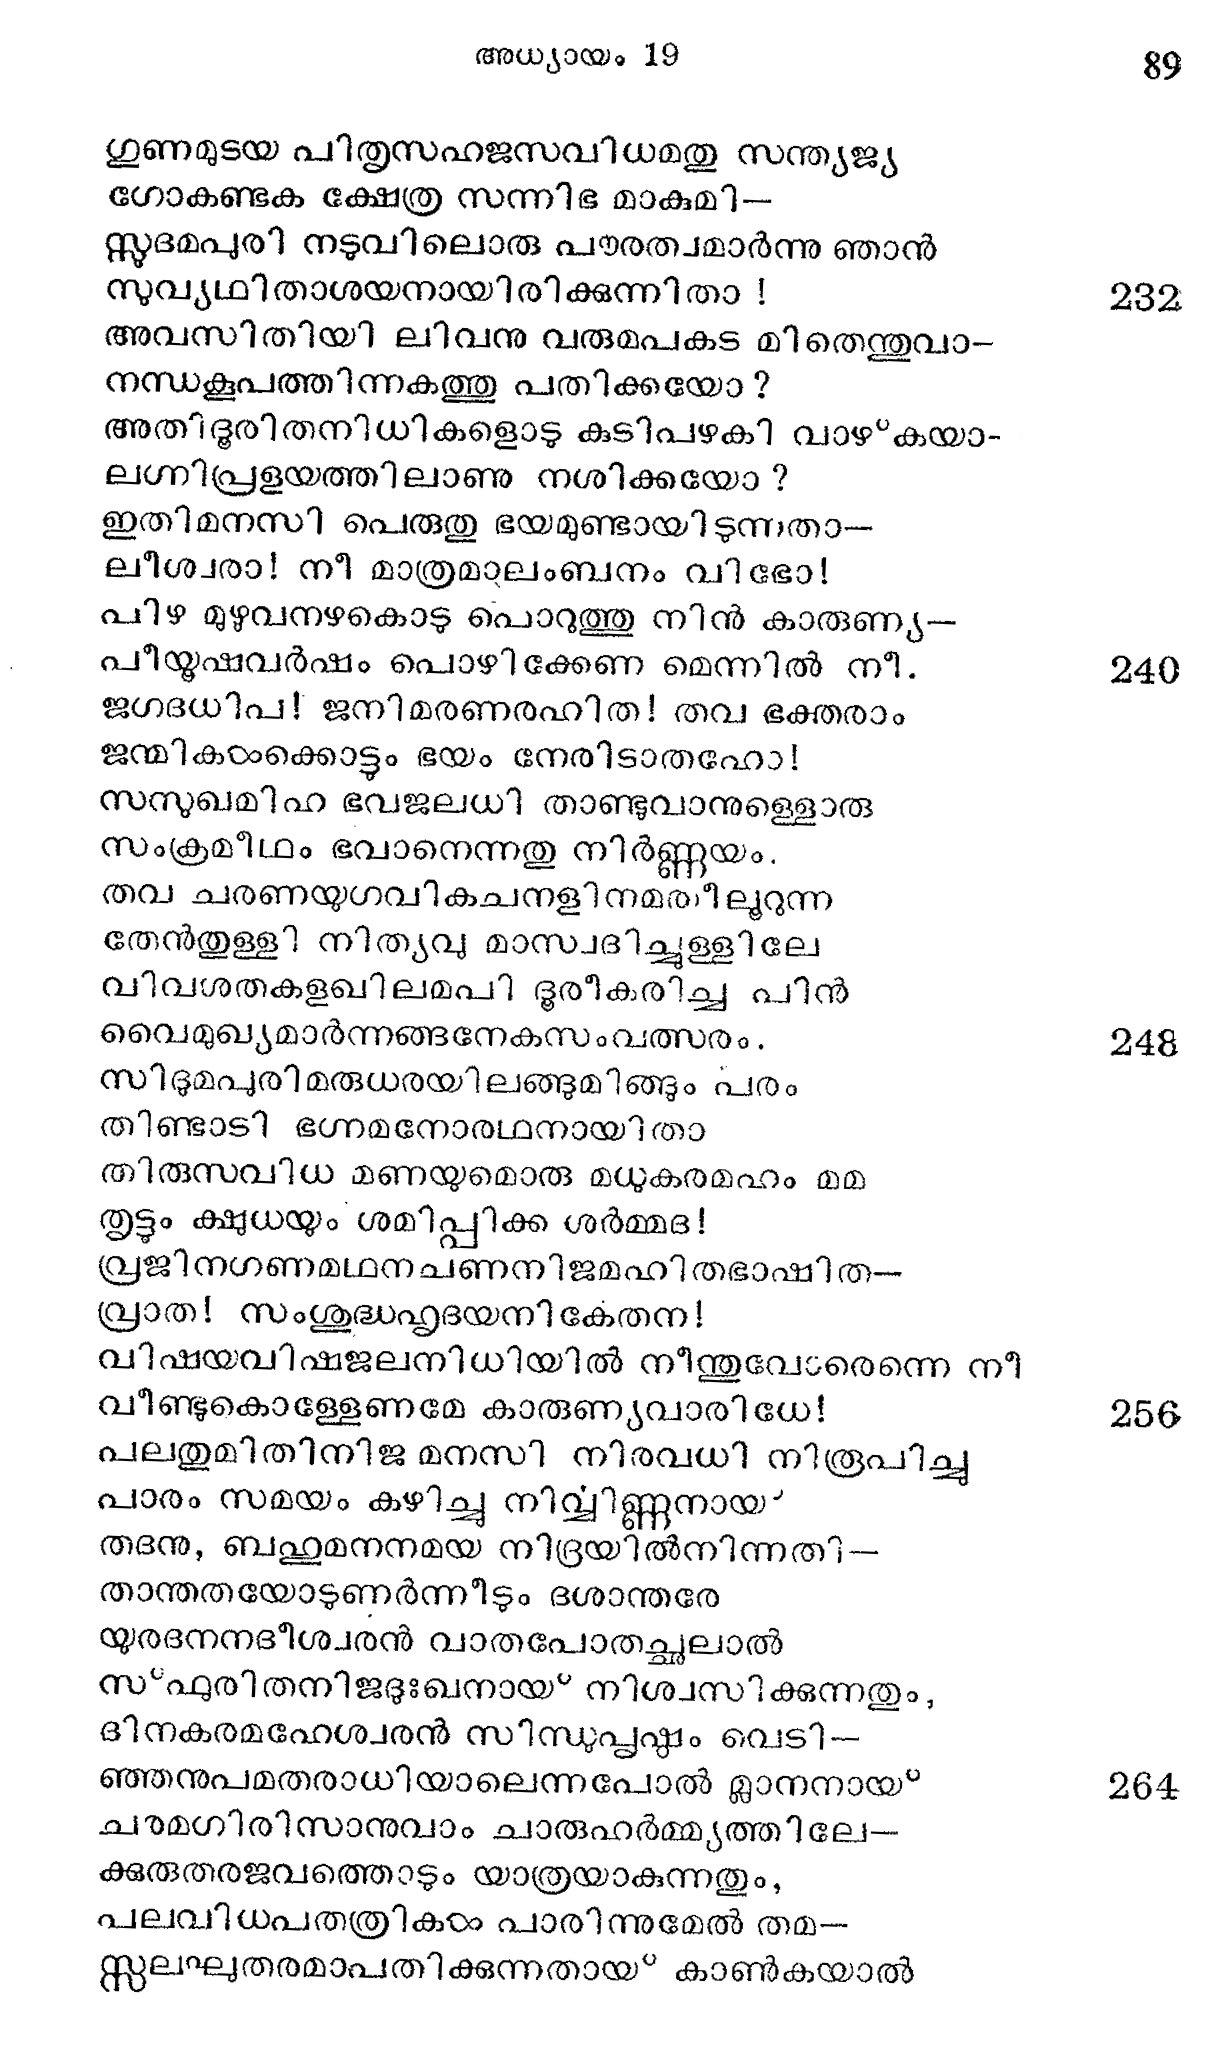 അധ്യായം 19
89
ഗുണമുടയ പിതൃസഹജസവിധമതു സന്ത്യജ്യ
ഗോകണ്ടക ക്ഷേത്ര സന്നിഭ മാകുമി—
സ്സുദമപുരി നടുവിലൊരു പൗരത്വമാർന്നു ഞാൻ
സുവ്യഥിതാശയനായിരിക്കുന്നിതാ ! 232
അവസിതിയി ലിവനു വരുമപകട മിതെന്തുവാ—
നന്ധകൂപത്തിന്നകത്തു പതിക്കയോ ?
അതിദൂരിതനിധികളൊടു കുടിപഴകി വാഴ്കയാ-
ലഗ്നിപ്രളയത്തിലാണു നശിക്കയോ ?
ഇതിമനസി പെരുതു ഭയമുണ്ടായിടുന്നതാ—
ലീശ്വരാ! നീ മാത്രമാലംബനം വിഭോ!
പിഴ മുഴുവനഴകൊടു പൊറുത്തു നിൻ കാരുണ്യ—
പീയൂഷവർഷം പൊഴിക്കേണ മെന്നിൽ നീ. 240
ജഗദധിപ! ജനിമരണരഹിത! തവ ഭക്തരാം
ജന്മികൾക്കൊട്ടും ഭയം നേരിടാതഹോ!
സസുഖമിഹ ഭവജലധി താണ്ടുവാനുള്ളൊരു
സംക്രമീഥം ഭവാനെന്നതു നിർണ്ണയം.
തവ ചരണയുഗവികചനളിനമതീലൂറുന്ന
തേൻതുള്ളി നിത്യവു മാസ്വദിച്ചുള്ളിലേ
വിവശതകളഖിലമപി ദൂരീകരിച്ച പിൻ
വൈമുഖ്യമാർന്നങ്ങനേകസംവത്സരം. 248
സിദുമപുരിമരുധരയിലങ്ങുമിങ്ങും പരം
തിണ്ടാടി ഭഗ്നമനോരഥനായിതാ
തിരുസവിധ മണയുമൊരു മധുകരമഹം മമ
തൃട്ടും ക്ഷുധയും ശമിപ്പിക്ക ശർമ്മദ!
വ്രജിനഗണമഥനചണനിജമഹിതഭാഷിത—
വ്രാത! സംശുദ്ധഹൃദയനികേതന!
വിഷയവിഷജലനിധിയിൽ നീന്തുവോരെന്നെ നീ
വീണ്ടുകൊള്ളേണമേ കാരുണ്യവാരിധേ! 256
പലതുമിതിനിജ മനസി നിരവധി നിരൂപിച്ചു
പാരം സമയം കഴിച്ചു നിർവ്വിണ്ണനായ്
തദനു, ബഹുമനനമയ നിദ്രയിൽനിന്നതി—
താന്തതയോടുണർന്നീടും ദശാന്തരേ
യുരദനനദീശ്വരൻ വാതപോതച്ഛലാൽ
സ്ഫുരിതനിജദുഃഖനായ് നിശ്വസിക്കുന്നതും,
ദിനകരമഹേശ്വരൻ സിന്ധുപൃഷ്ഠം വെടി—
ഞ്ഞനുപമതരാധിയാലെന്നപോൽ മ്ലാനനായ് 264
ചരമഗിരിസാനുവാം ചാരുഹർമ്മ്യത്തിലേ—
ക്കുരുതരജവത്തൊടും യാത്രയാകുന്നതും,
പലവിധപതത്രികൾ പാരിന്നുമേൽ തമ—
സ്സലഘുതരമാപതിക്കുന്നതായ് കാൺകയാൽ